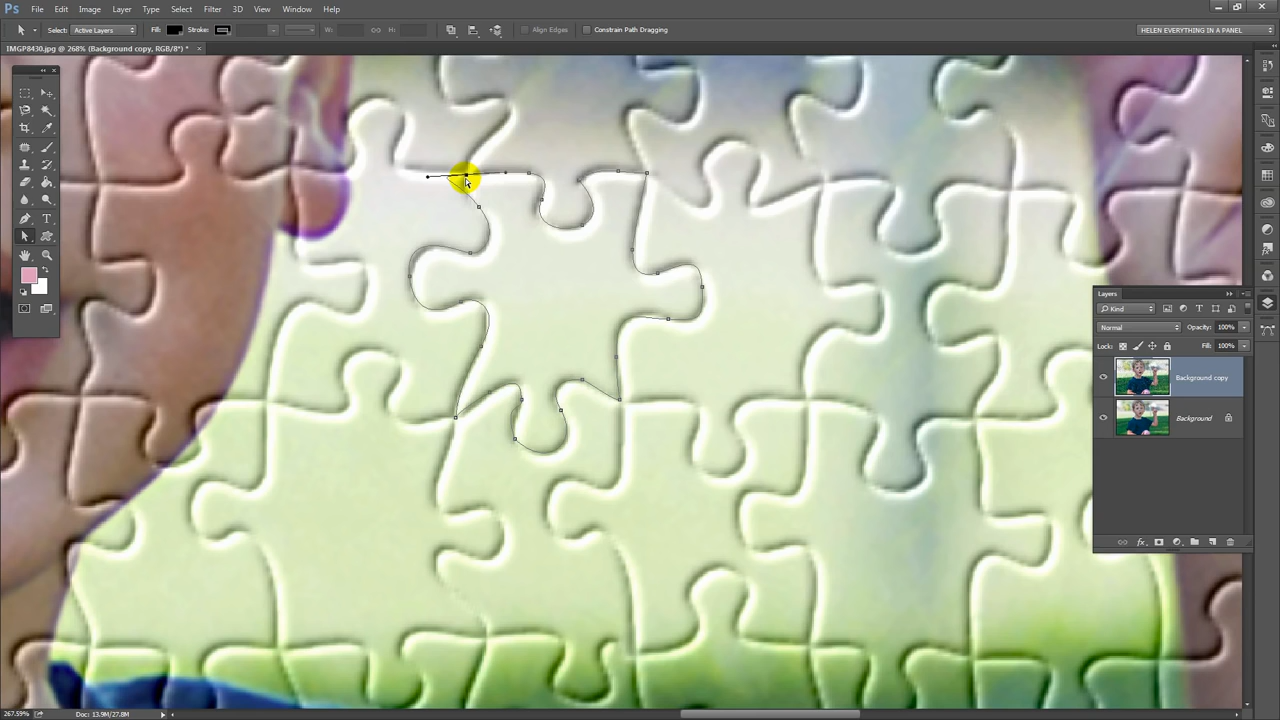 Ps File Edit Image Layer Type Select Filter 3D View Window Help
Select: Active Layers Fill: Stroke: W: H: Align Edges Constrain Path Dragging HELEN EVERYTHING IN A PANEL
IMGP8430.jpg @ 268% (Background copy, RGB/8*) * ×
Layers
Kind
Normal Opacity: 100%
Lock: Fill: 100%
Background copy
Background
fx
267.59% Doc: 13.9M/27.8M